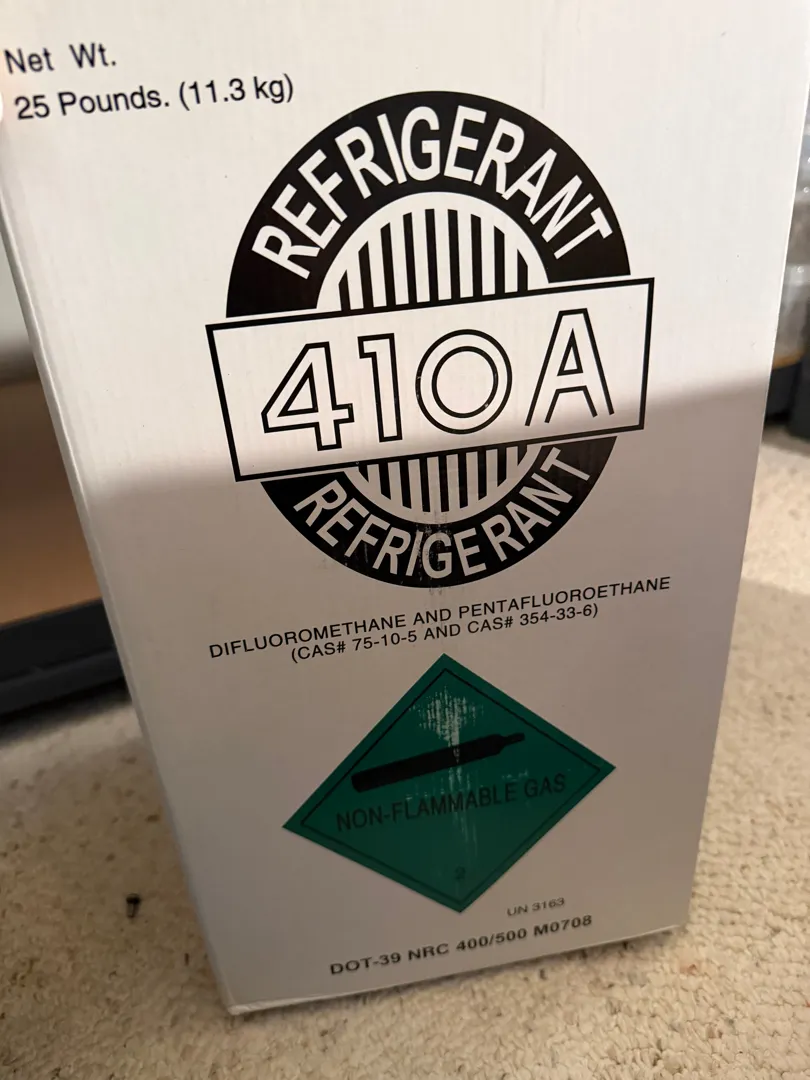 Net Wt.
25 Pounds. (11.3 kg)
REFRIGERANT
410A
REFRIGERANT
DIFLUOROMETHANE AND PENTAFLUOROETHANE
(CAS# 75-10-5 AND CAS# 354-33-6)
NON-FLAMMABLE GAS
2
UN 3163
DOT-39 NRC 400/500 M0708